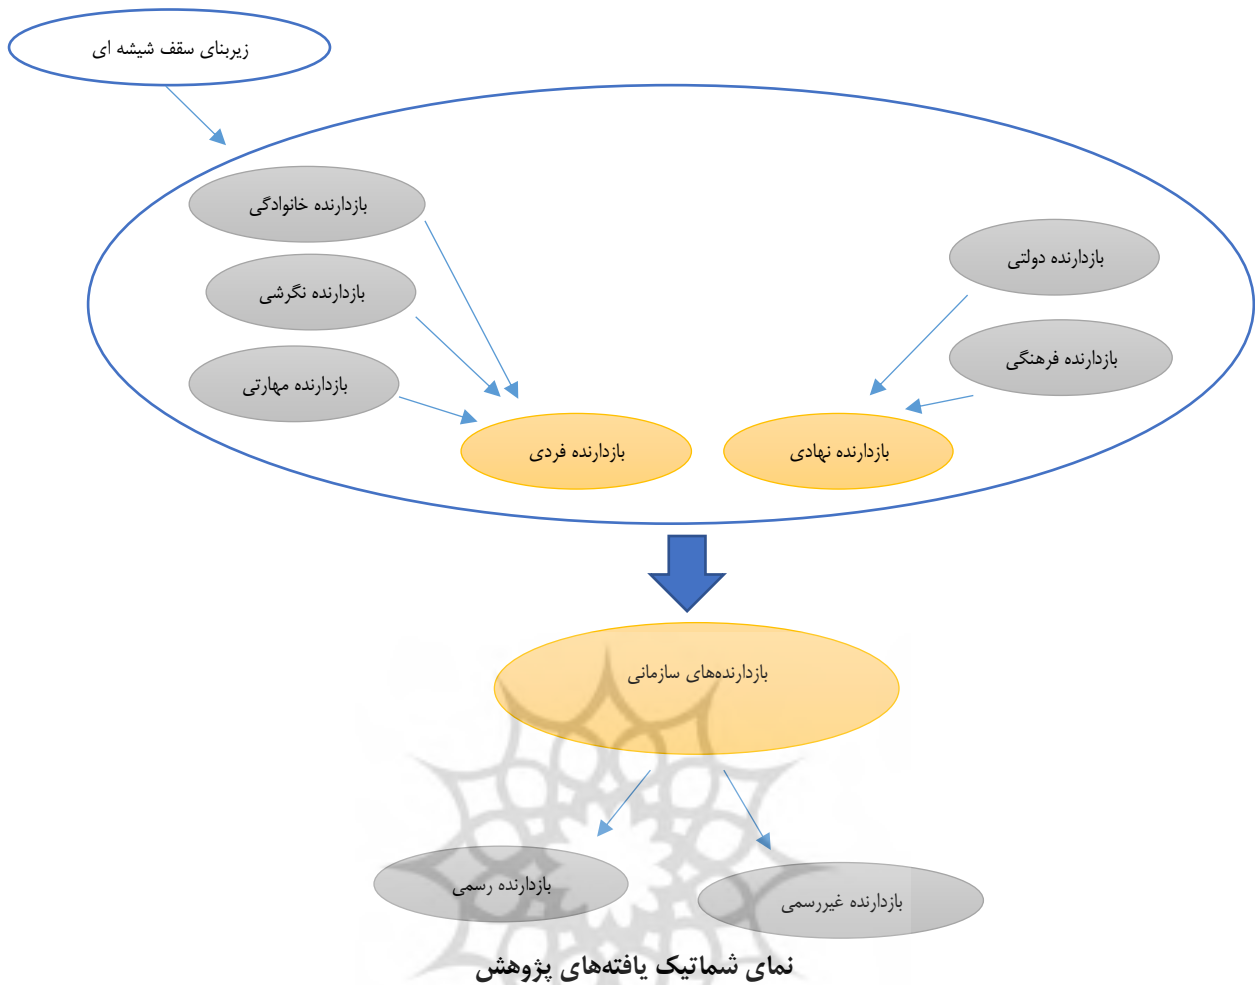 زیربنای سقف شیشه ای
بازدارنده خانوادگی
بازدارنده دولتی
بازدارنده نگرشی
بازدارنده فرهنگی
بازدارنده مهارتی
بازدارنده نهادی
بازدارنده فردی
بازدارنده‌های سازمانی
بازدارنده رسمی
بازدارنده غیررسمی
نمای شماتیک یافته‌های پژوهش